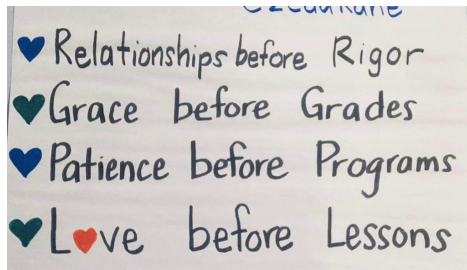 Relationships before Rigor
Grace before Grades
Patience before Programs
Love before Lessons